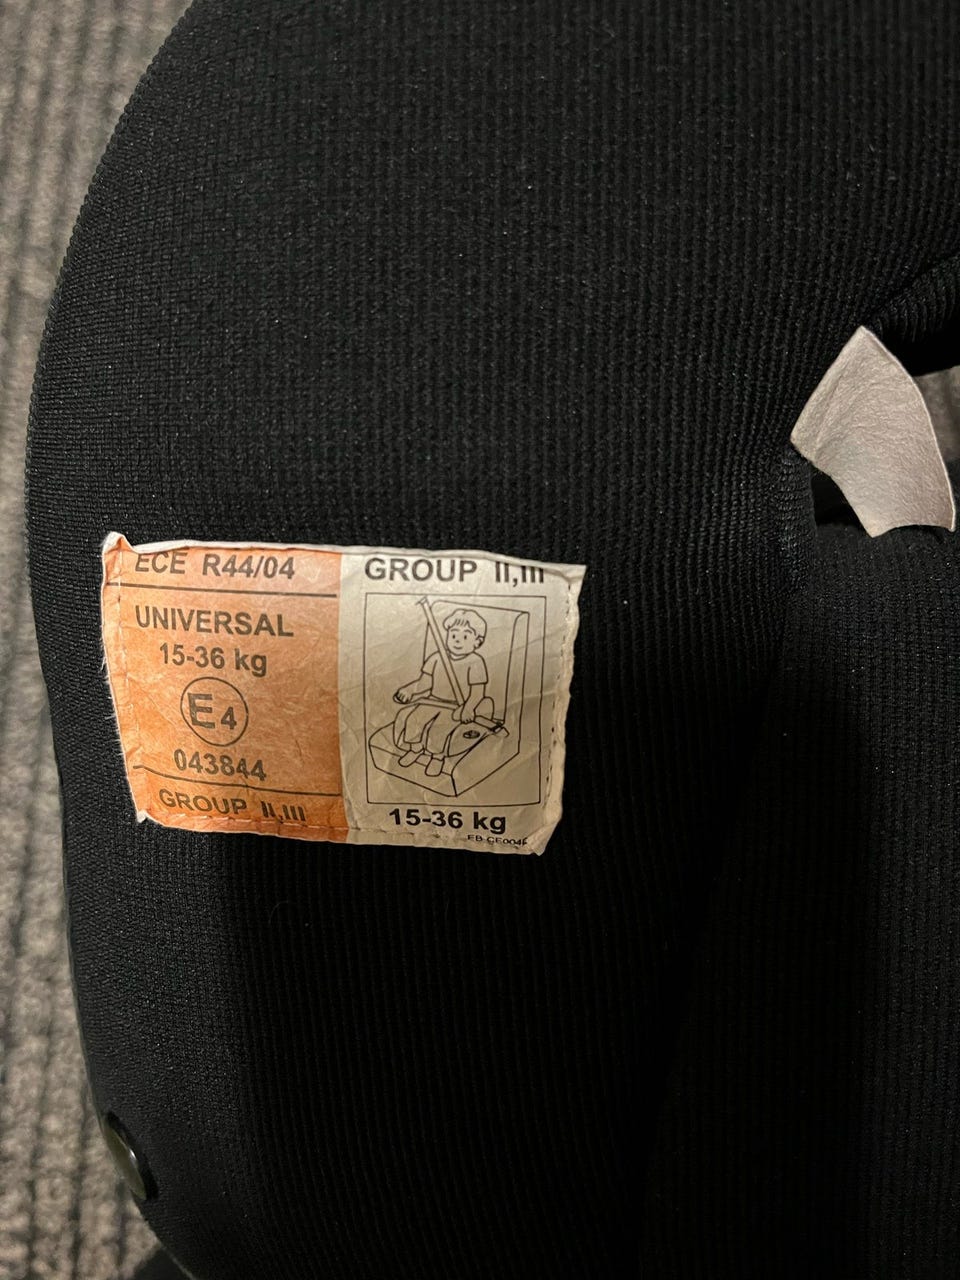 ECE R44/04
UNIVERSAL
15-36 kg
E4
043844
GROUP II,III
GROUP II,III
15-36 kg